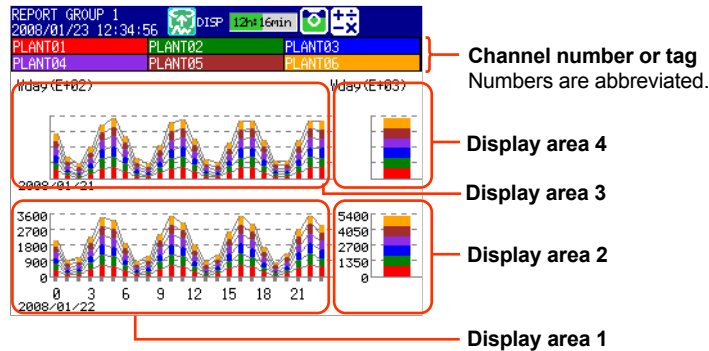 REPORT GROUP 1
2008/01/23 12:34:56 DISP 12h:16min
PLANT01 PLANT02 PLANT03
PLANT04 PLANT05 PLANT06
Channel number or tag
Numbers are abbreviated.
Wday(E+02) Wday(E+03)
Display area 4
2008/01/21
Display area 3
3600 5400
2700 4050
1800 2700
900 1350
0 0
Display area 2
0 3 6 9 12 15 18 21
2008/01/22
Display area 1